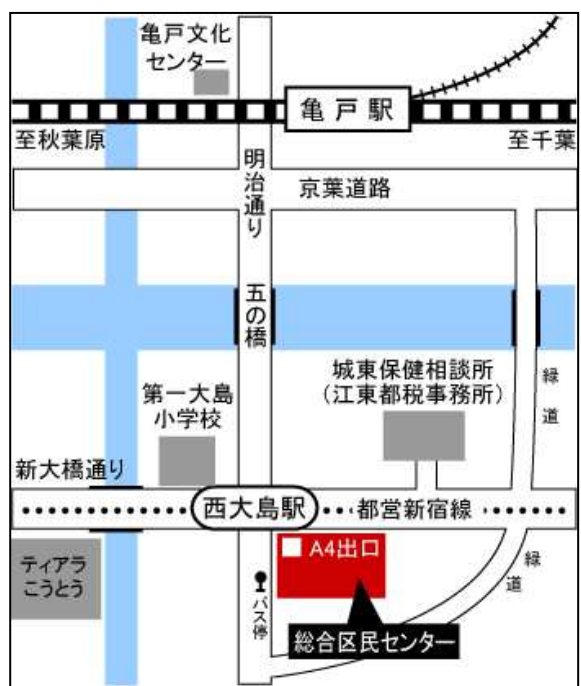 亀戸文化
センター
亀戸駅
至秋葉原
至千葉
明治通り
京葉道路
五の橋
城東保健相談所
(江東都税事務所)
緑道
第一大島
小学校
新大橋通り
西大島駅
都営新宿線
A4出口
ティアラ
こうとう
バス停
緑道
総合区民センター